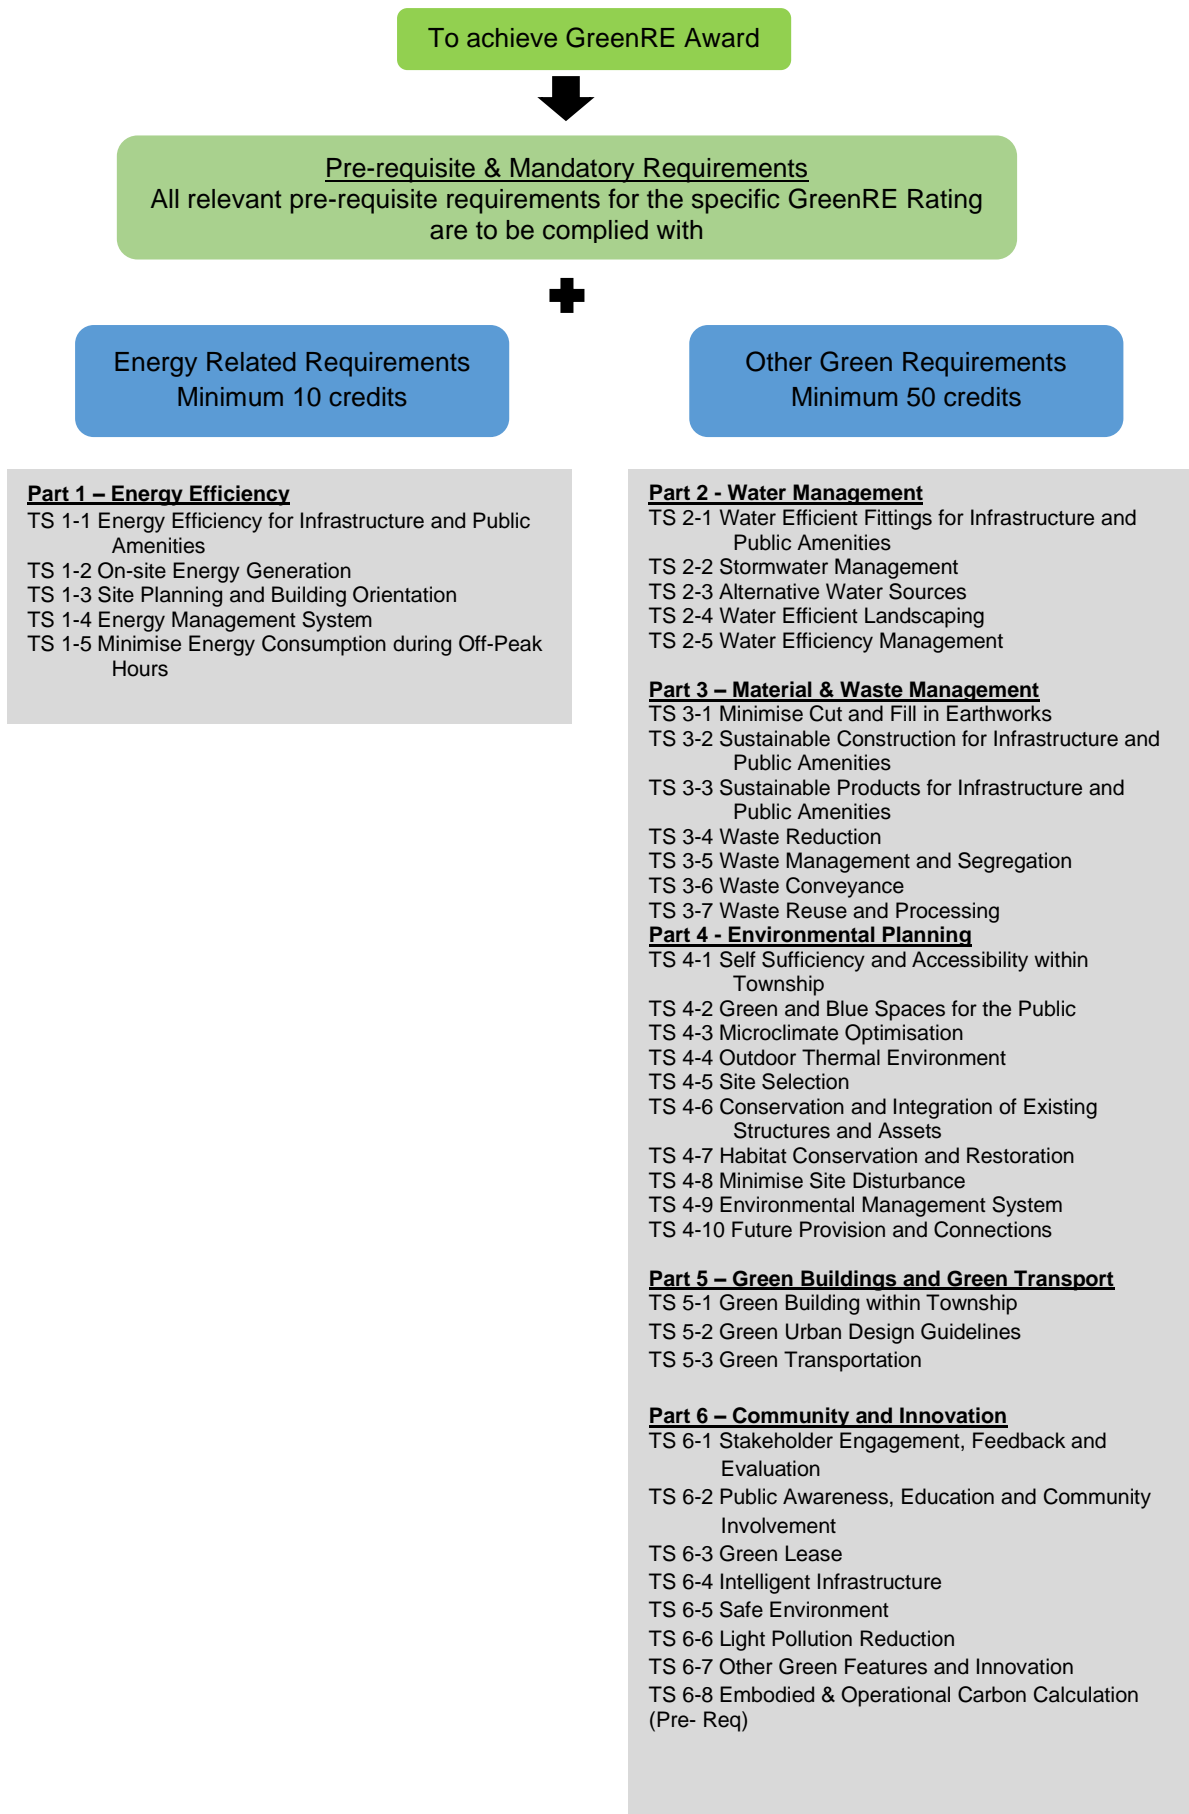 To achieve GreenRE Award
Pre-requisite & Mandatory Requirements
All relevant pre-requisite requirements for the specific GreenRE Rating
are to be complied with
Energy Related Requirements
Minimum 10 credits
Other Green Requirements
Minimum 50 credits
Part 1 – Energy Efficiency
TS 1-1 Energy Efficiency for Infrastructure and Public
Amenities
TS 1-2 On-site Energy Generation
TS 1-3 Site Planning and Building Orientation
TS 1-4 Energy Management System
TS 1-5 Minimise Energy Consumption during Off-Peak
Hours
Part 2 - Water Management
TS 2-1 Water Efficient Fittings for Infrastructure and
Public Amenities
TS 2-2 Stormwater Management
TS 2-3 Alternative Water Sources
TS 2-4 Water Efficient Landscaping
TS 2-5 Water Efficiency Management
Part 3 – Material & Waste Management
TS 3-1 Minimise Cut and Fill in Earthworks
TS 3-2 Sustainable Construction for Infrastructure and
Public Amenities
TS 3-3 Sustainable Products for Infrastructure and
Public Amenities
TS 3-4 Waste Reduction
TS 3-5 Waste Management and Segregation
TS 3-6 Waste Conveyance
TS 3-7 Waste Reuse and Processing
Part 4 - Environmental Planning
TS 4-1 Self Sufficiency and Accessibility within
Township
TS 4-2 Green and Blue Spaces for the Public
TS 4-3 Microclimate Optimisation
TS 4-4 Outdoor Thermal Environment
TS 4-5 Site Selection
TS 4-6 Conservation and Integration of Existing
Structures and Assets
TS 4-7 Habitat Conservation and Restoration
TS 4-8 Minimise Site Disturbance
TS 4-9 Environmental Management System
TS 4-10 Future Provision and Connections
Part 5 – Green Buildings and Green Transport
TS 5-1 Green Building within Township
TS 5-2 Green Urban Design Guidelines
TS 5-3 Green Transportation
Part 6 – Community and Innovation
TS 6-1 Stakeholder Engagement, Feedback and
Evaluation
TS 6-2 Public Awareness, Education and Community
Involvement
TS 6-3 Green Lease
TS 6-4 Intelligent Infrastructure
TS 6-5 Safe Environment
TS 6-6 Light Pollution Reduction
TS 6-7 Other Green Features and Innovation
TS 6-8 Embodied & Operational Carbon Calculation
(Pre- Req)